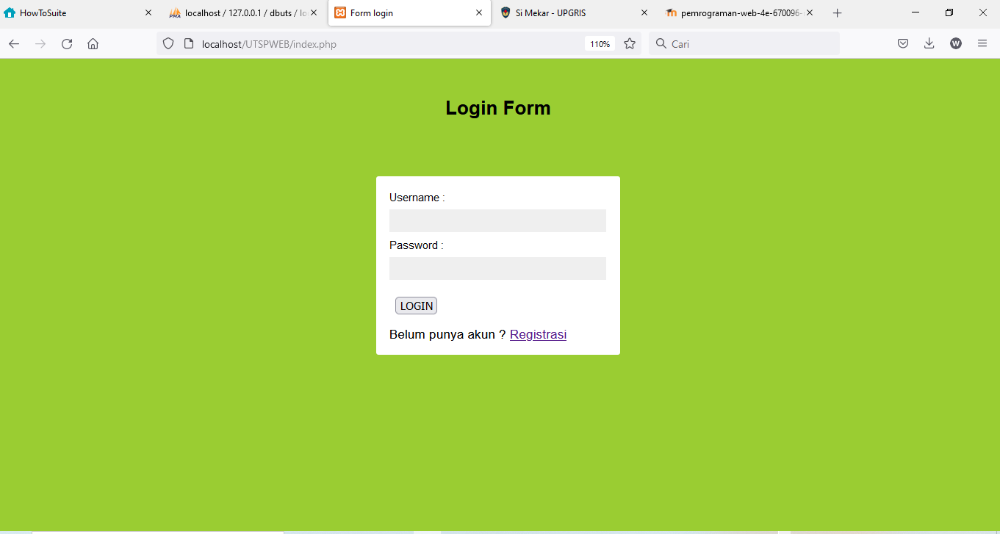 HowToSuite
localhost / 127.0.0.1 / dbuts / lo
Form login
Si Mekar - UPGRIS
pemrograman-web-4e-670096-
localhost/UTSPWEB/index.php
110%
Cari
W
Login Form
Username :
Password :
LOGIN
Belum punya akun ? Registrasi